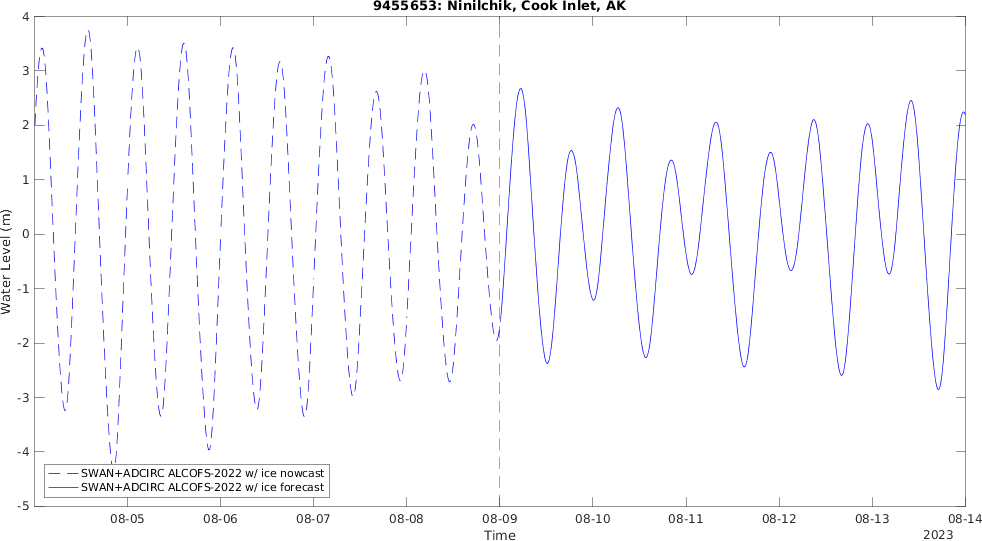 9455653: Ninilchik, Cook Inlet, AK
4
3
2
1
0
-1
-2
-3
-4
-5
Water Level (m)
SWAN+ADCIRC ALCOFS-2022 w/ ice nowcast
SWAN+ADCIRC ALCOFS-2022 w/ ice forecast
08-05 08-06 08-07 08-08 08-09 08-10 08-11 08-12 08-13 08-14
Time
2023